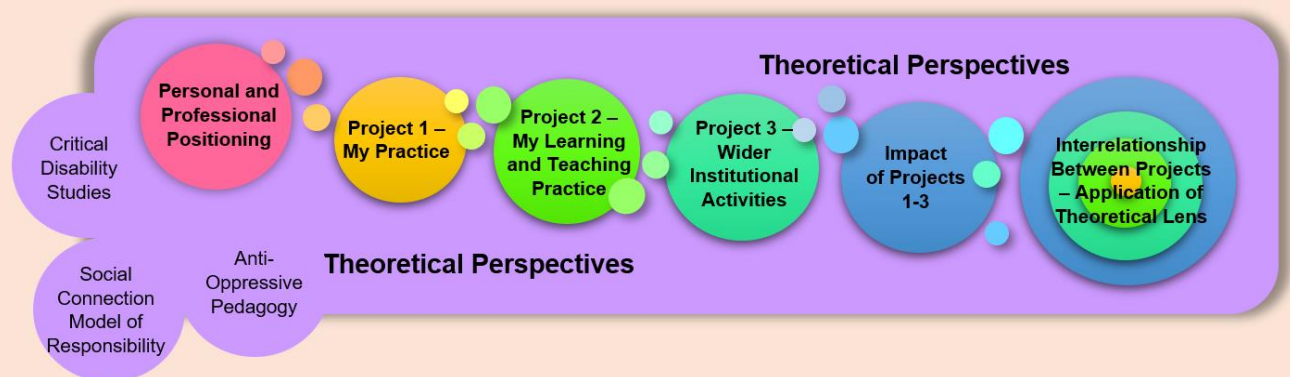 Theoretical Perspectives
Personal and
Professional
Positioning
Project 1 –
My Practice
Project 2 –
My Learning
and Teaching
Practice
Project 3 –
Wider
Institutional
Activities
Impact
of Projects
1-3
Interrelationship
Between Projects
– Application of
Theoretical Lens
Critical
Disability
Studies
Social
Connection
Model of
Responsibility
Anti-
Oppressive
Pedagogy
Theoretical Perspectives